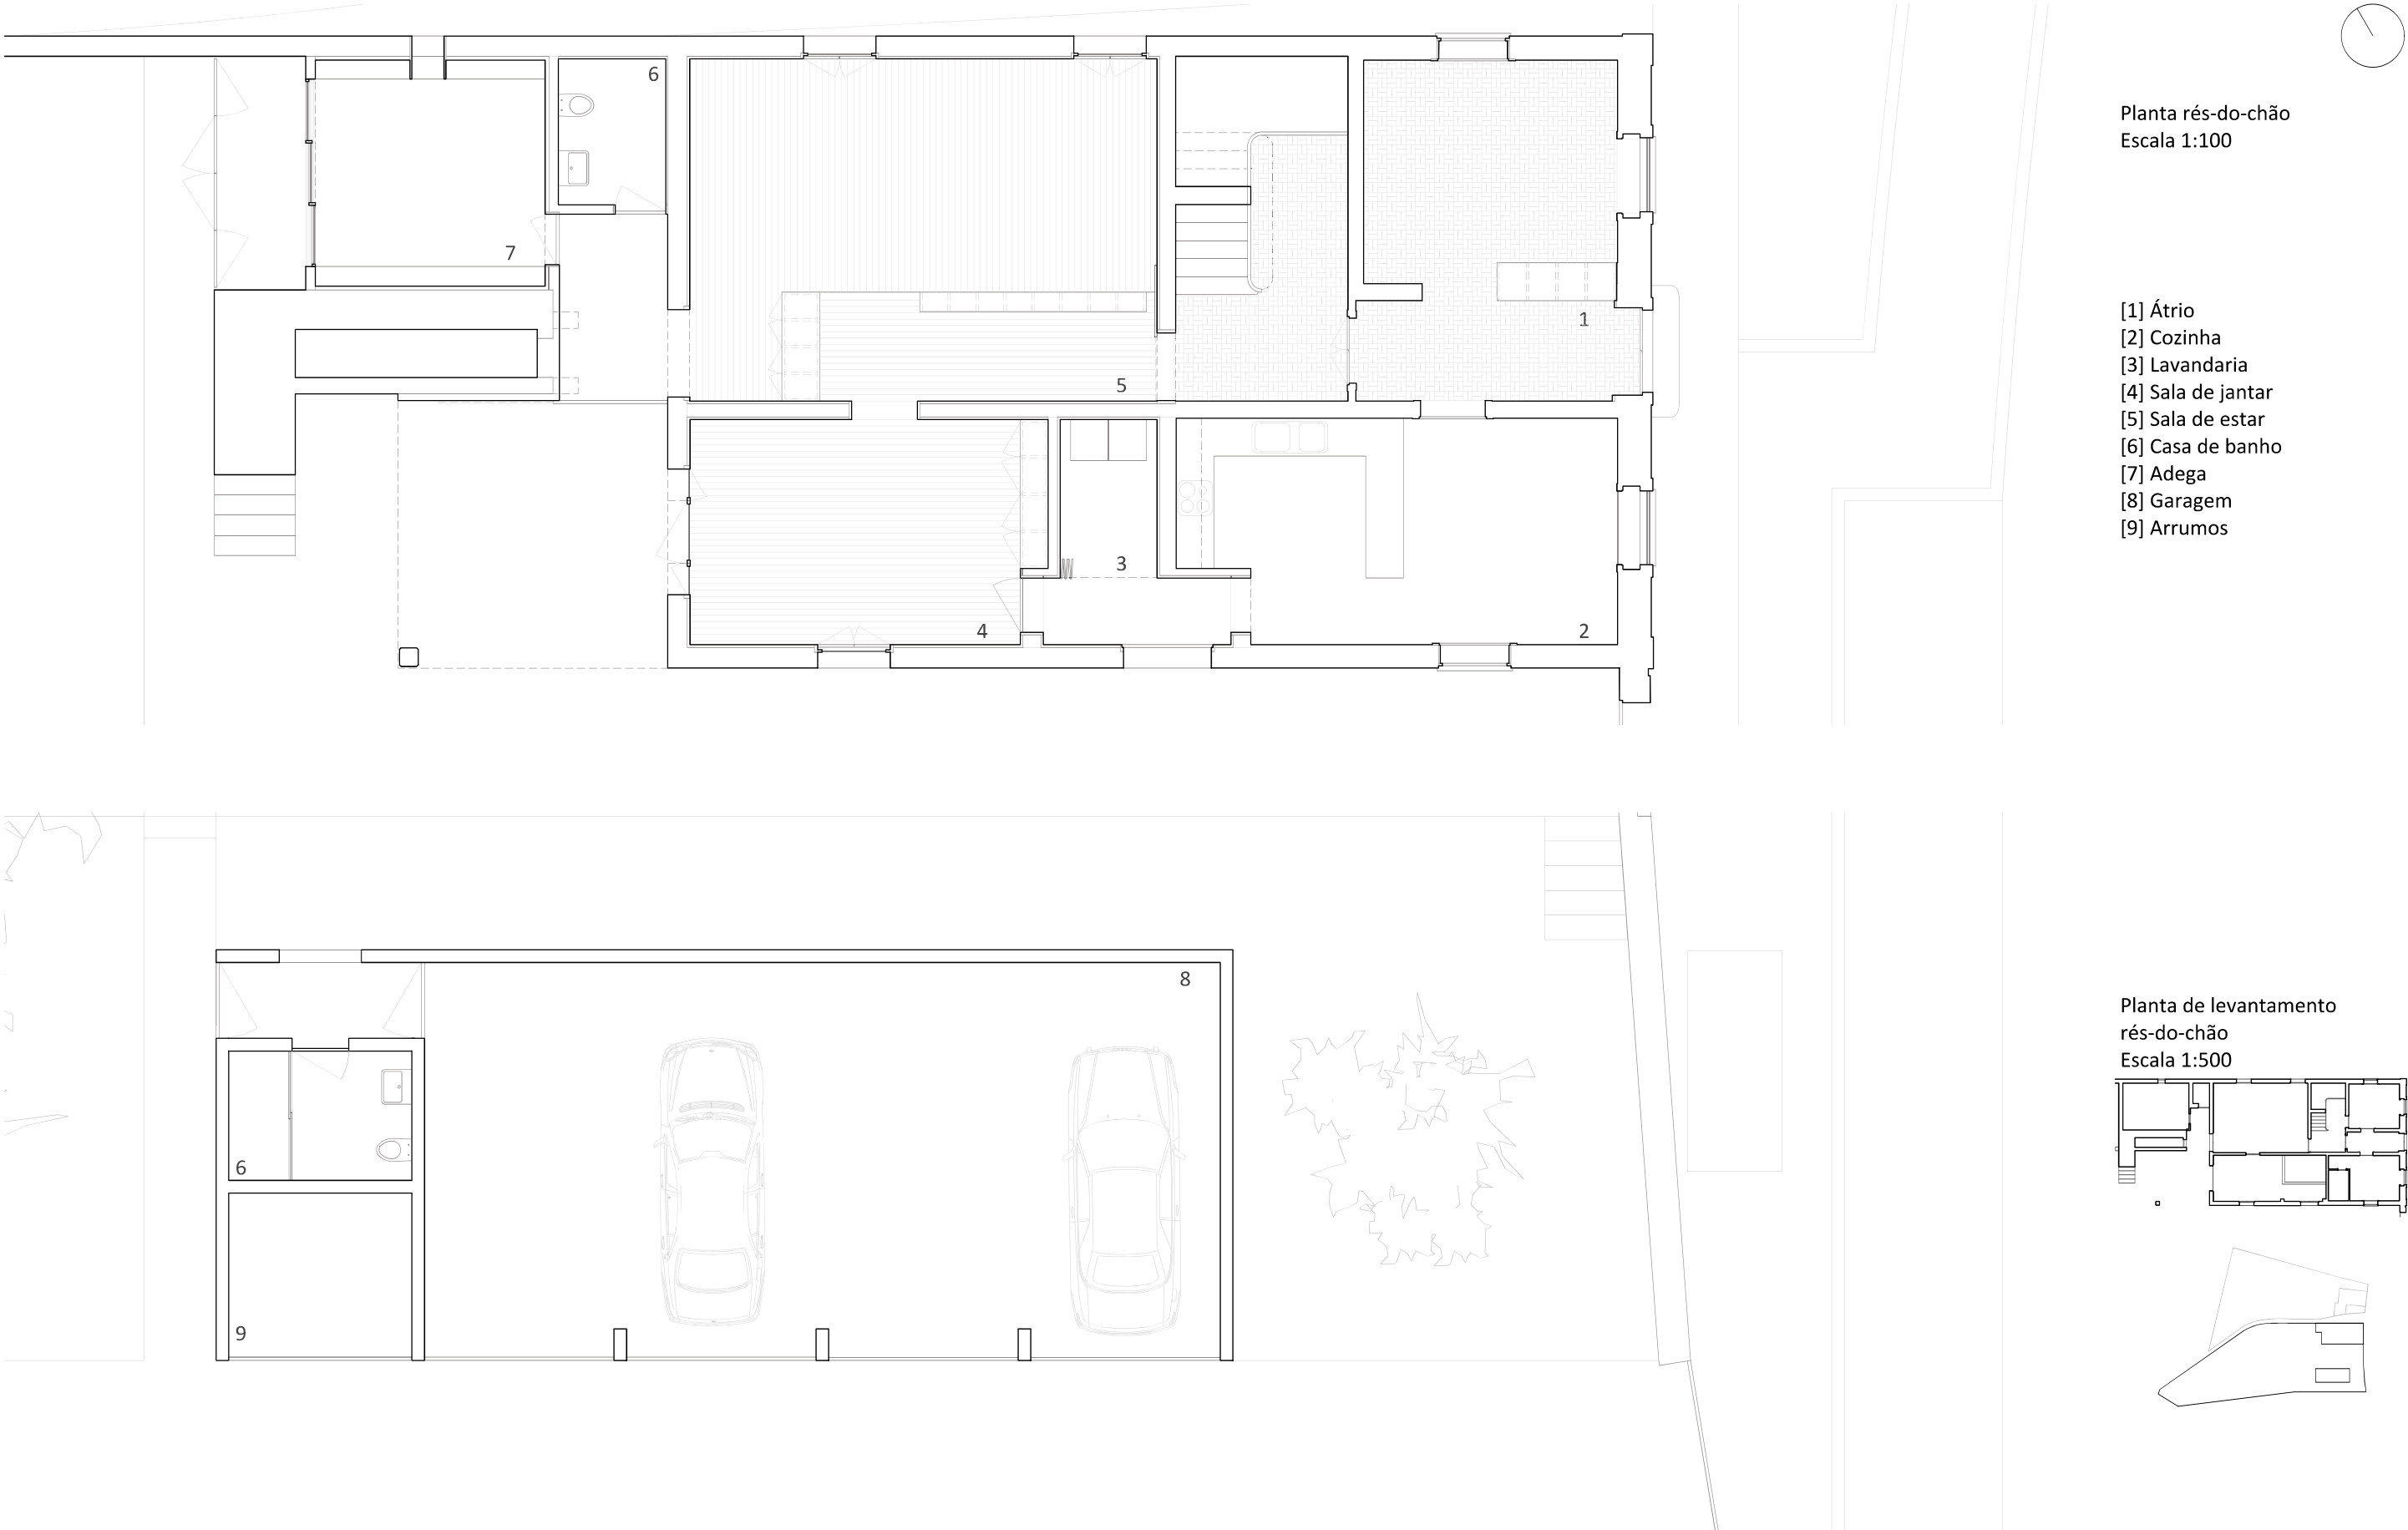 6
7
5
1
3
4
2
8
6
9
Planta rés-do-chão
Escala 1:100
[1] Átrio
[2] Cozinha
[3] Lavandaria
[4] Sala de jantar
[5] Sala de estar
[6] Casa de banho
[7] Adega
[8] Garagem
[9] Arrumos
Planta de levantamento
rés-do-chão
Escala 1:500